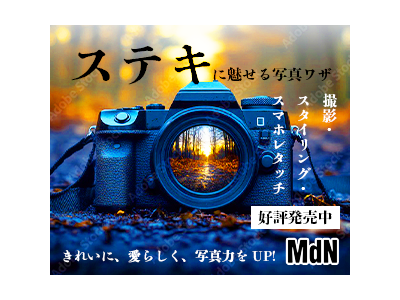 ステキに魅せる写真ワザ
撮影・
スタイリング・
スマホレタッチ
好評発売中
きれいに、愛らしく、写真力をUP!
MdN